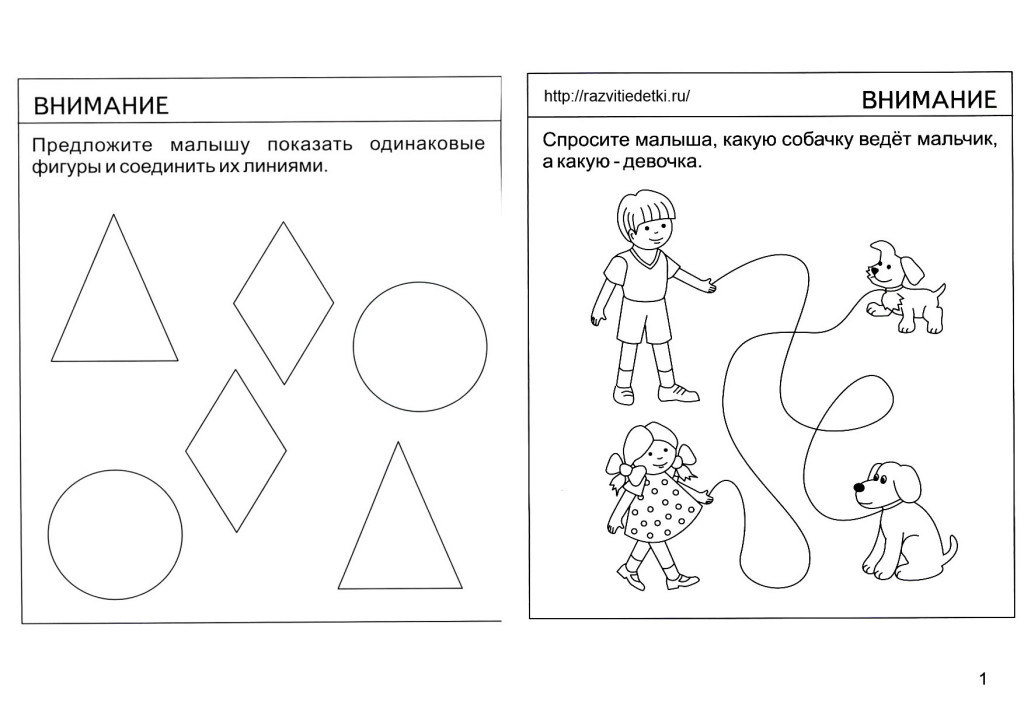 ВНИМАНИЕ
Предложите малышу показать одинаковые
фигуры и соединить их линиями.
http://razvitiedetki.ru/
ВНИМАНИЕ
Спросите малыша, какую собачку ведёт мальчик,
а какую - девочка.
1